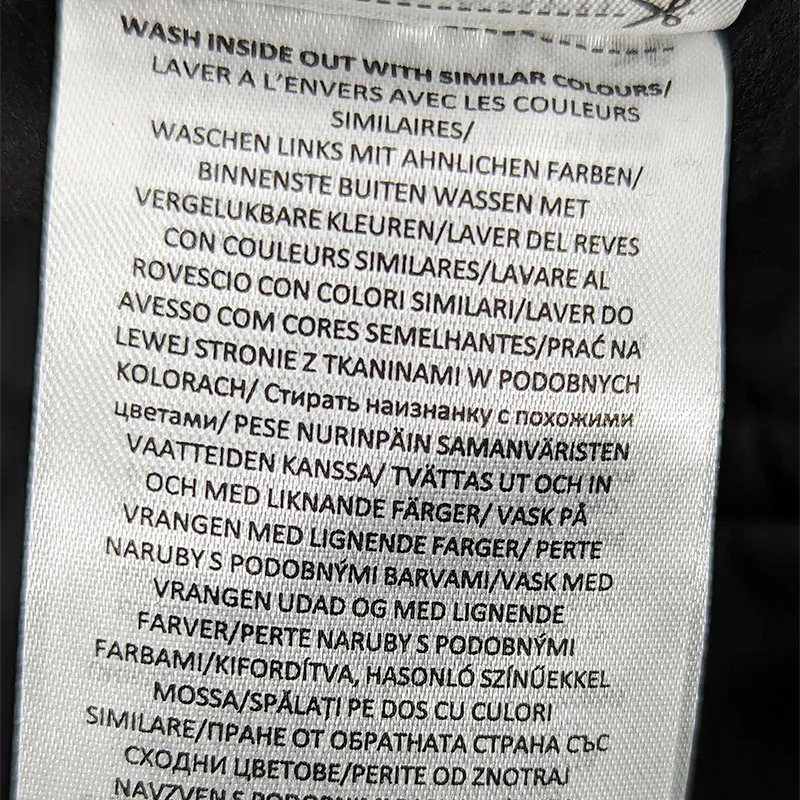 WASH INSIDE OUT WITH SIMILAR COLOURS/
LAVER A L'ENVERS AVEC LES COULEURS
SIMILAIRES/
WASCHEN LINKS MIT AHNLICHEN FARBEN/
BINNENSTE BUITEN WASSEN MET
VERGELUKBARE KLEUREN/LAVER DEL REVES
CON COULEURS SIMILARES/LAVARE AL
ROVESCIO CON COLORI SIMILARI/LAVER DO
AVESSO COM CORES SEMELHANTES/PRAĆ NA
LEWEJ STRONIE Z TKANINAMI W PODOBNYCH
KOLORACH/ Стирать наизнанку с похожими
цветами/ PESE NURINPÄIN SAMANVÄRISTEN
VAATTEIDEN KANSSA/ TVÄTTAS UT OCH IN
OCH MED LIKNANDE FÄRGER/ VASK PÅ
VRANGEN MED LIGNENDE FARGER/ PERTE
NARUBY S PODOBNÝMI BARVAMI/VASK MED
VRANGEN UDAD OG MED LIGNENDE
FARVER/PERTE NARUBY S PODOBNÝMI
FARBAMI/KIFORDÍTVA, HASONLÓ SZÍNŰEKKEL
MOSSA/SPĂLAȚI PE DOS CU CULORI
SIMILARE/ПРАНЕ ОТ ОБРАТНАТА СТРАНА СЪС
СХОДНИ ЦВЕТОВЕ/PERITE OD ZNOTRAJ
NAVZVEN S